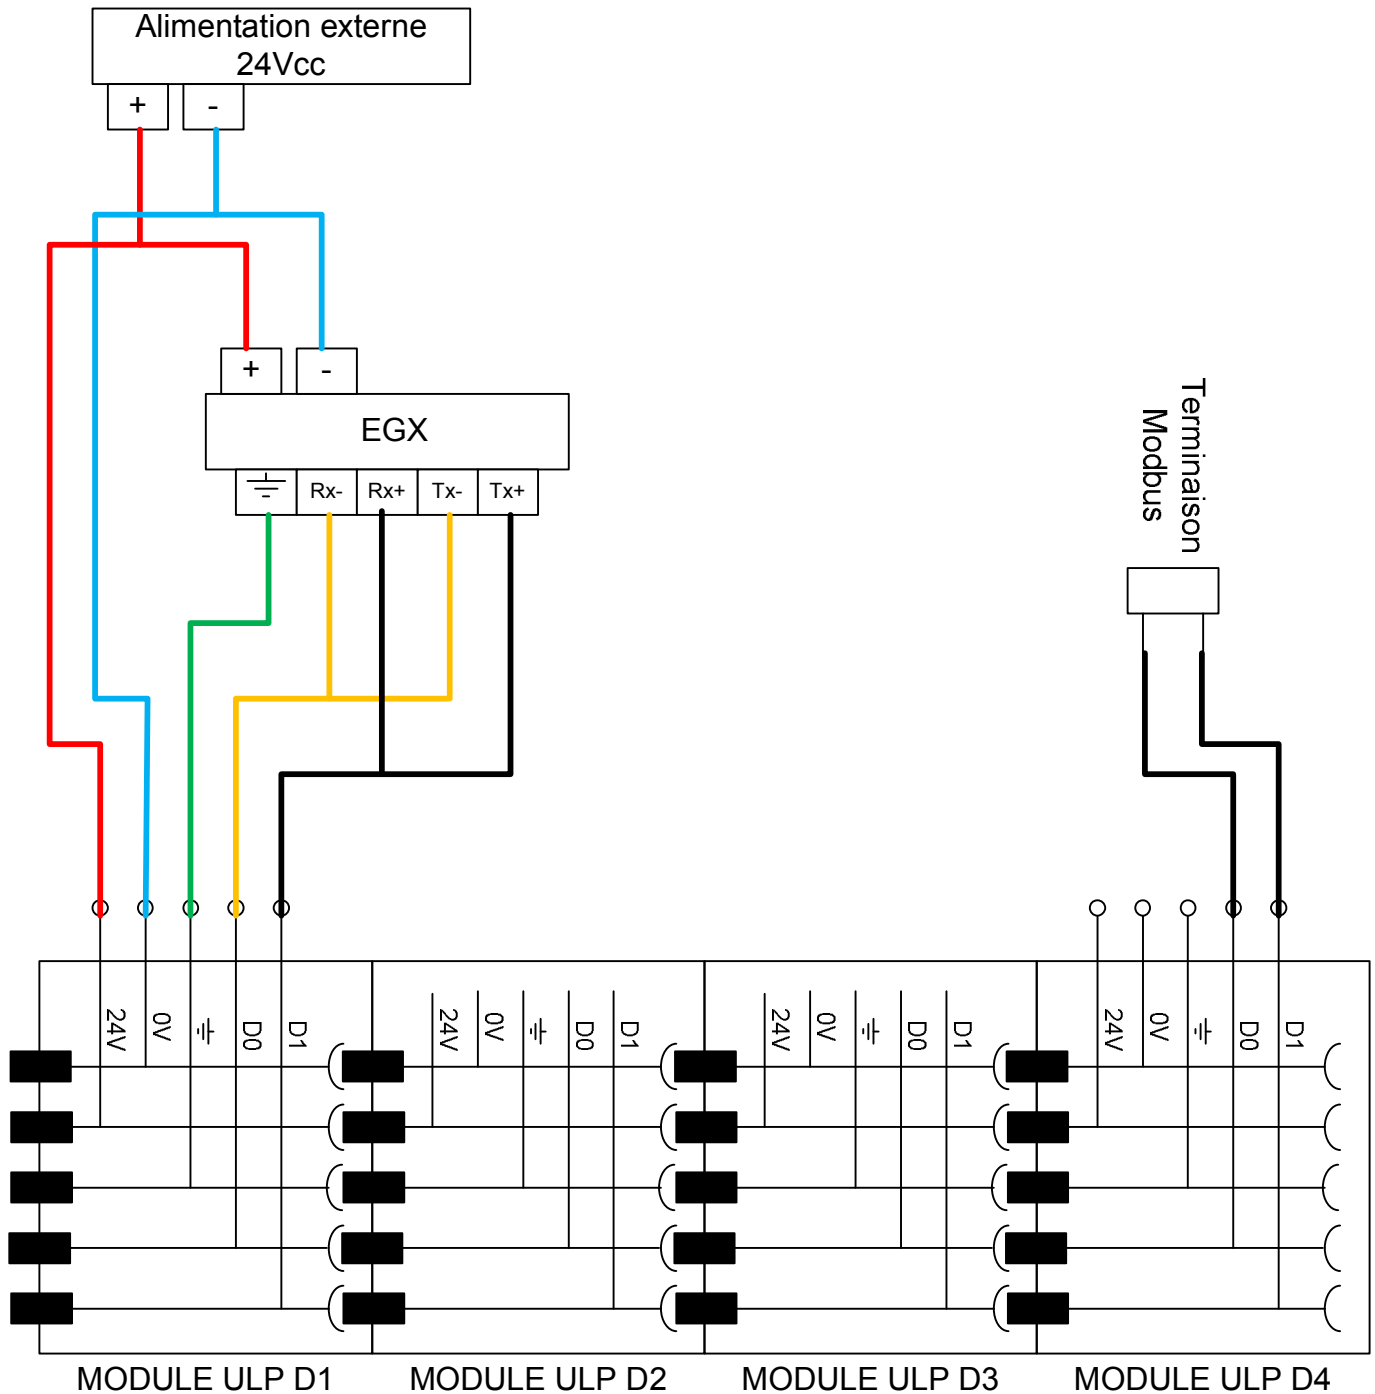 Alimentation externe
24Vcc
+ -
+ -
EGX
Rx- Rx+ Tx- Tx+
Terminaison
Modbus
24V 0V D0 D1
24V 0V D0 D1
24V 0V D0 D1
24V 0V D0 D1
MODULE ULP D1
MODULE ULP D2
MODULE ULP D3
MODULE ULP D4